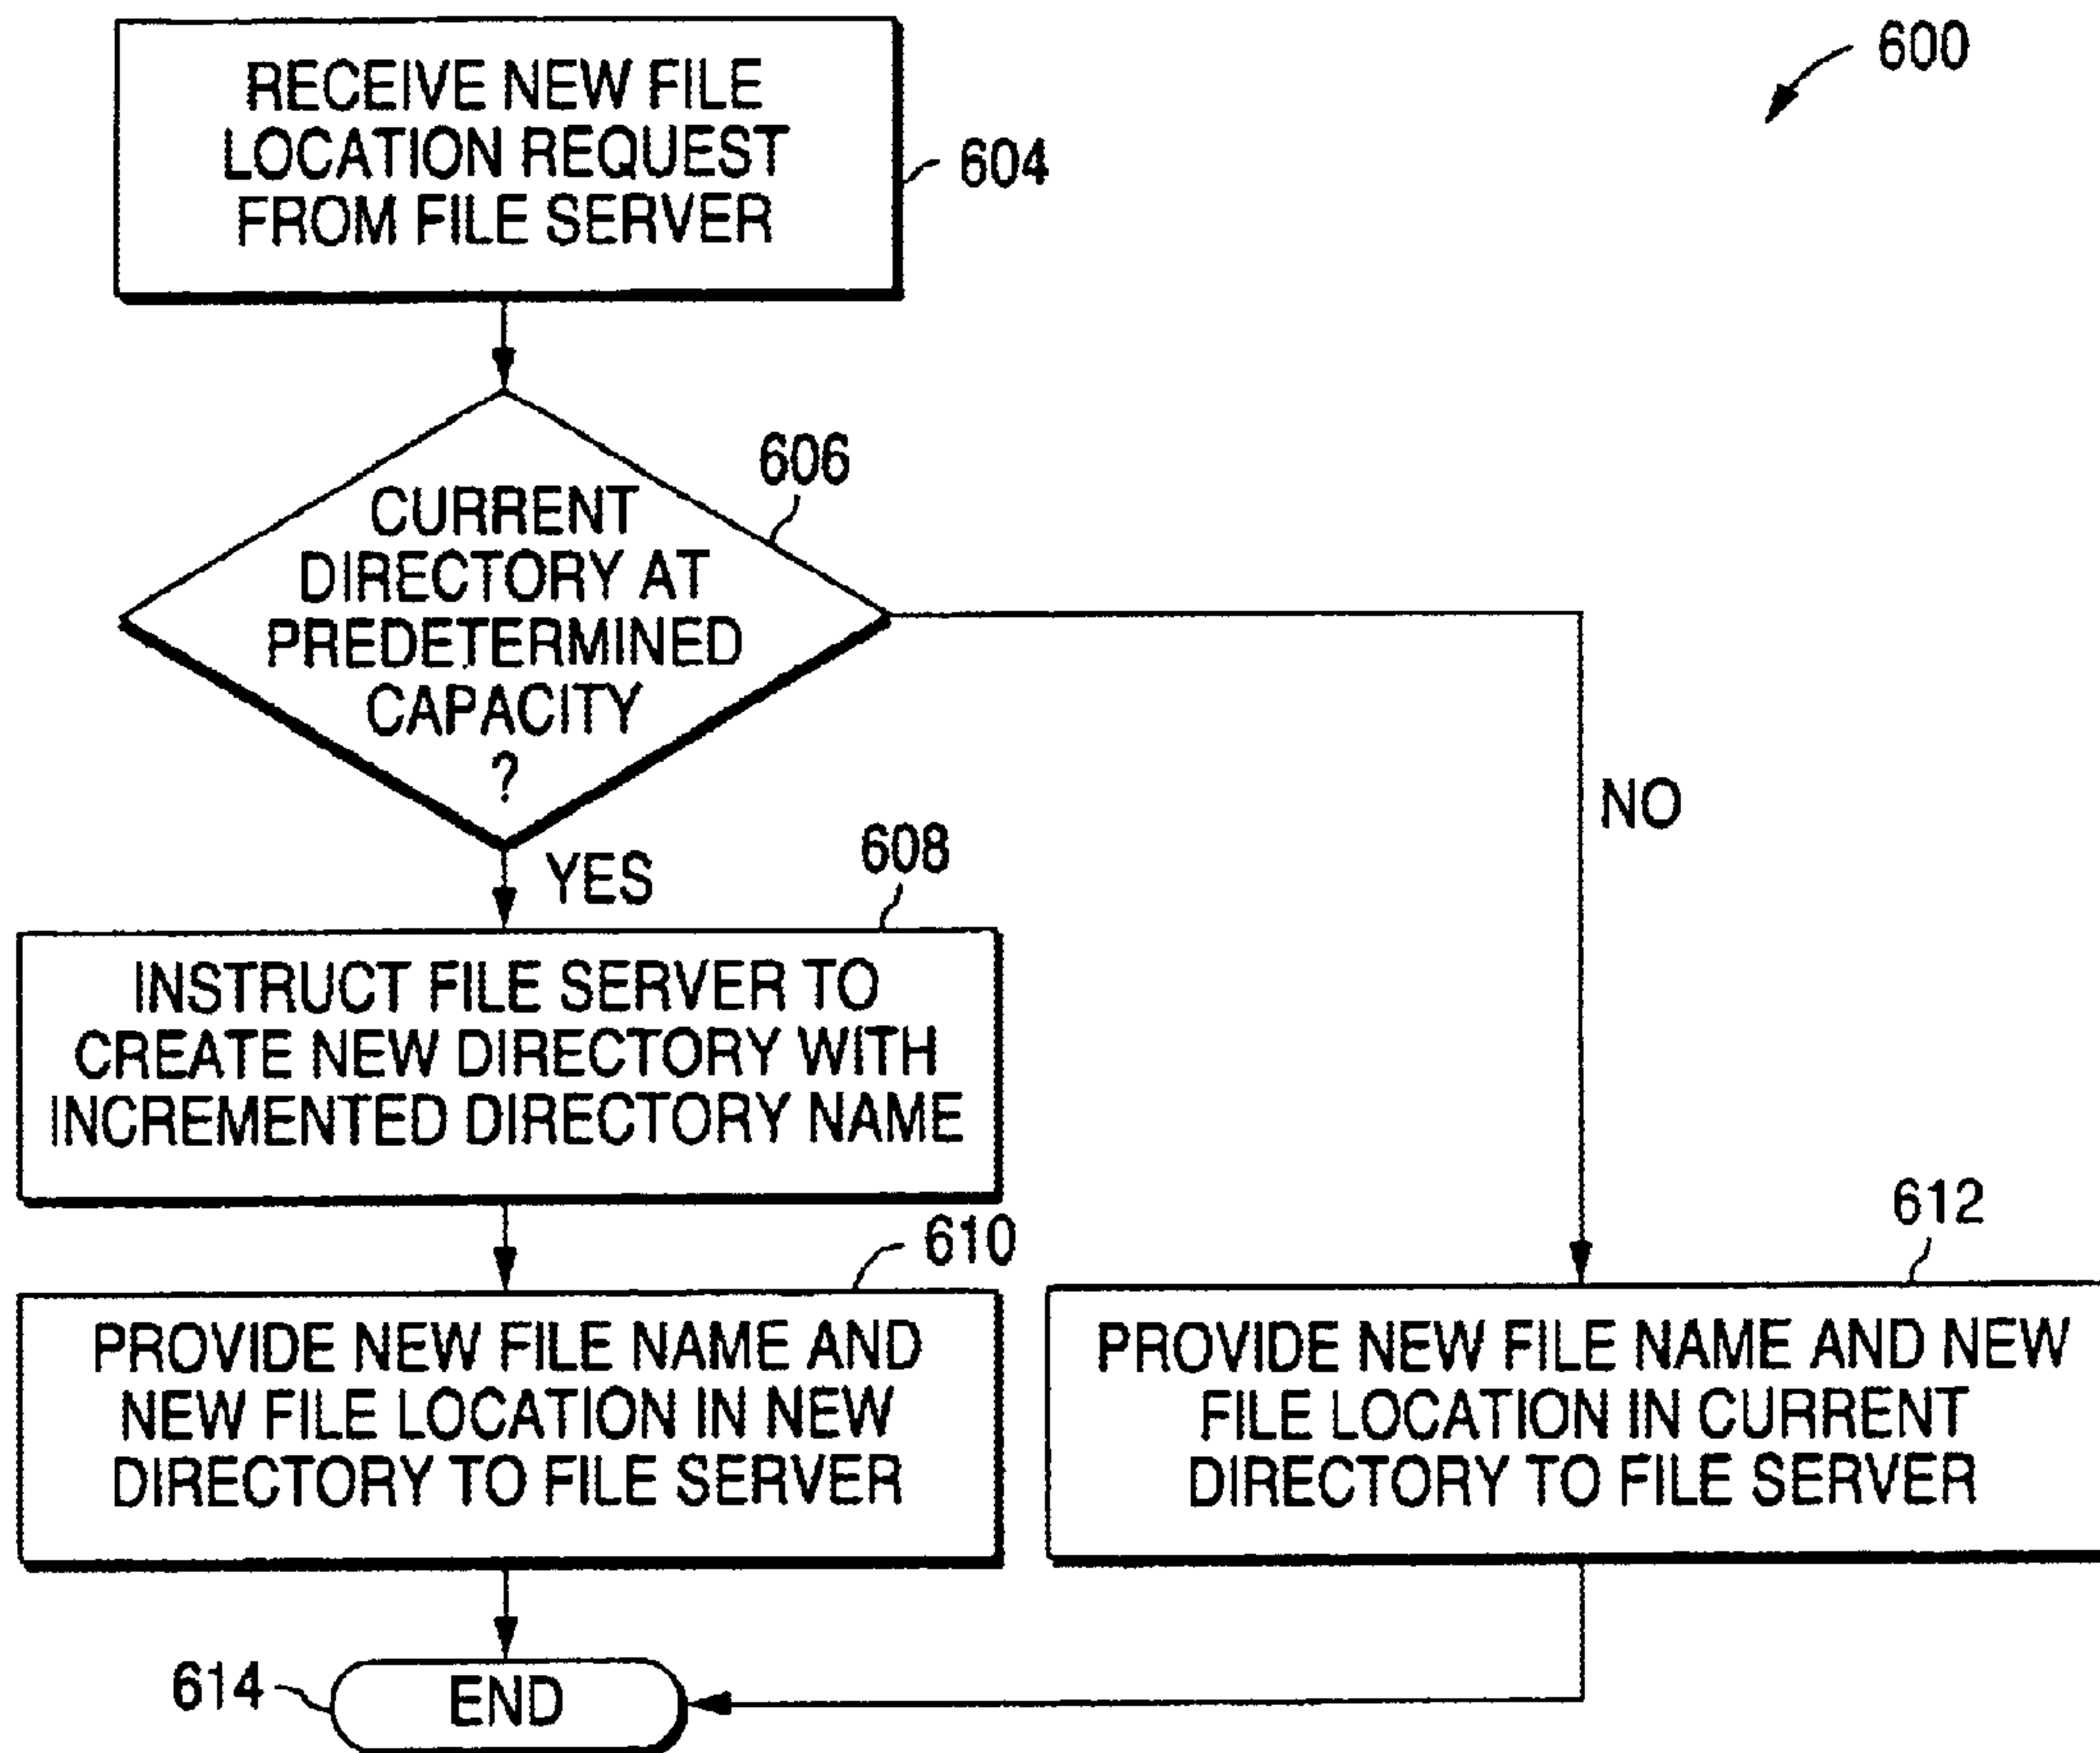 600
RECEIVE NEW FILE
LOCATION REQUEST
FROM FILE SERVER
604
606
CURRENT
DIRECTORY AT
PREDETERMINED
CAPACITY
?
NO
YES
608
INSTRUCT FILE SERVER TO
CREATE NEW DIRECTORY WITH
INCREMENTED DIRECTORY NAME
610
PROVIDE NEW FILE NAME AND
NEW FILE LOCATION IN NEW
DIRECTORY TO FILE SERVER
612
PROVIDE NEW FILE NAME AND NEW
FILE LOCATION IN CURRENT
DIRECTORY TO FILE SERVER
614
END